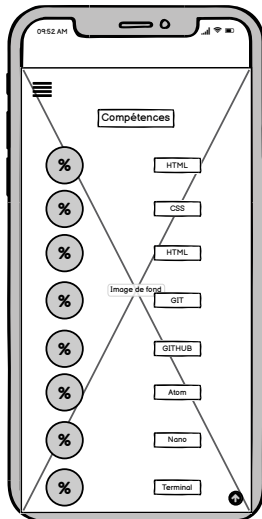 09:52 AM
Compétences
% HTML
% CSS
% HTML
Image de fond
% GIT
% GITHUB
% Atom
% Nano
% Terminal